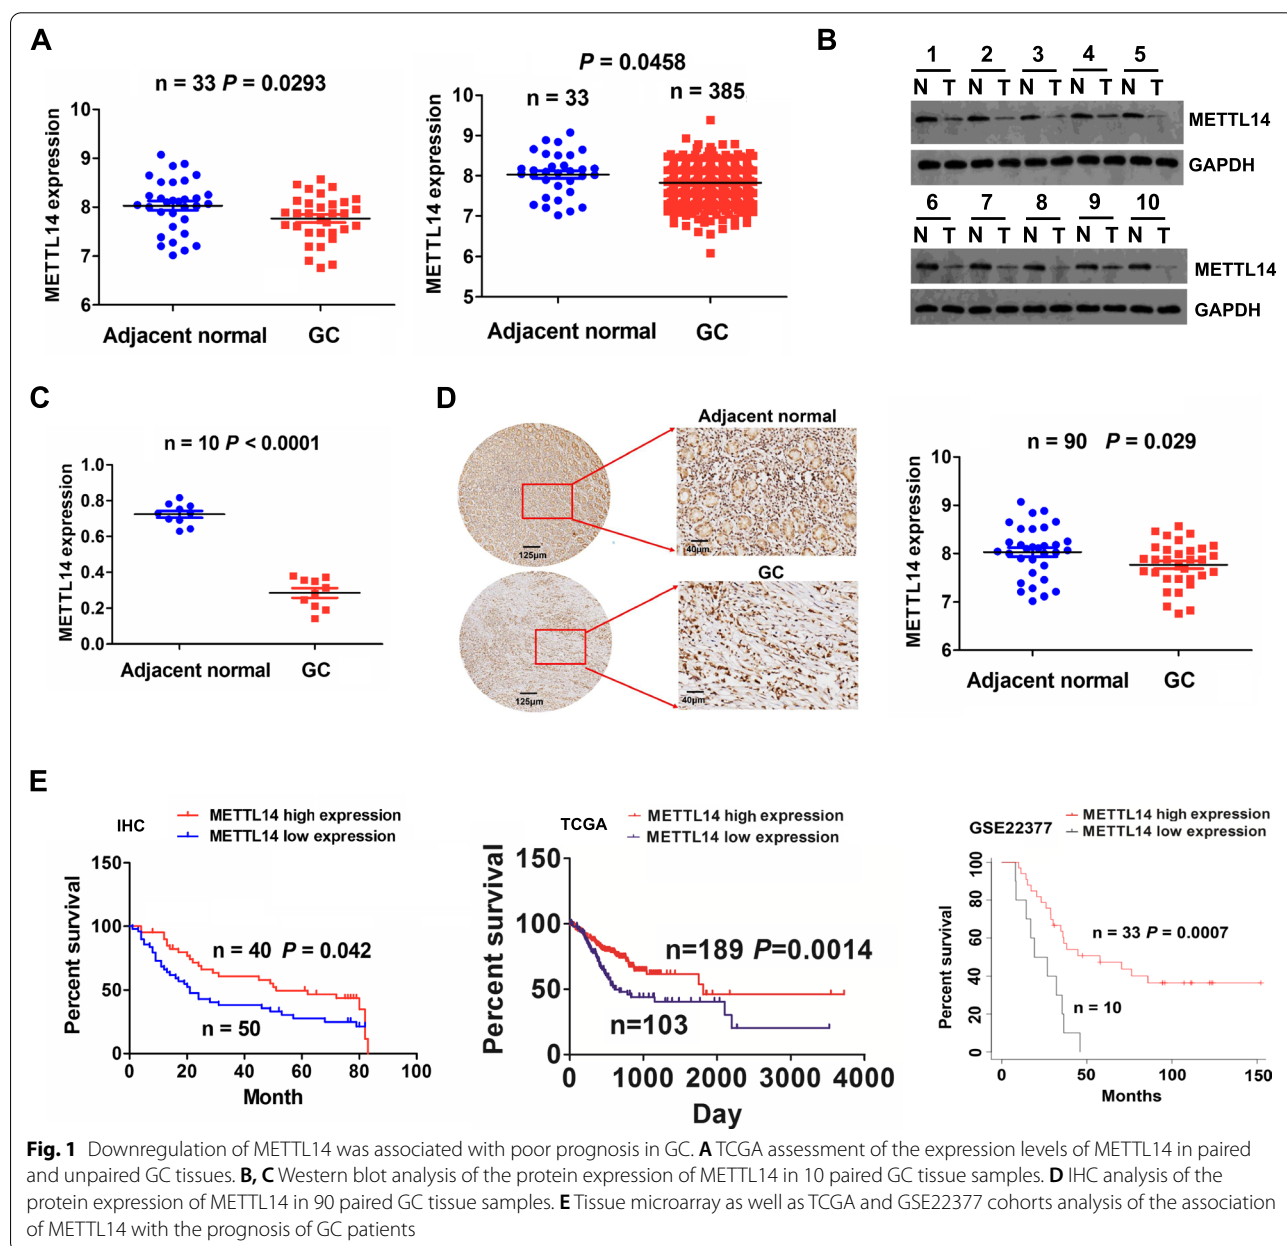 A
n = 33 P = 0.0293
METTL14 expression
10
9
8
7
6
Adjacent normal
GC
P = 0.0458
n = 33
n = 385
METTL14 expression
10
9
8
7
6
5
Adjacent normal
GC
B
1 2 3 4 5
N T N T N T N T N T
METTL14
GAPDH
6 7 8 9 10
N T N T N T N T N T
METTL14
GAPDH
C
n = 10 P < 0.0001
METTL14 expression
1.0
0.8
0.6
0.4
0.2
0.0
Adjacent normal
GC
D
Adjacent normal
125μm
40μm
GC
125μm
40μm
n = 90 P = 0.029
METTL14 expression
10
9
8
7
6
Adjacent normal
GC
E
IHC
METTL14 high expression
METTL14 low expression
Percent survival
150
100
50
0
n = 40 P = 0.042
n = 50
0 20 40 60 80 100
Month
TCGA
METTL14 high expression
METTL14 low expression
Percent survival
150
100
50
0
n=189 P=0.0014
n=103
0 1000 2000 3000 4000
Day
GSE22377
METTL14 high expression
METTL14 low expression
Percent survival
100
80
60
40
20
0
n = 33 P = 0.0007
n = 10
0 50 100 150
Months
Fig. 1 Downregulation of METTL14 was associated with poor prognosis in GC. A TCGA assessment of the expression levels of METTL14 in paired
and unpaired GC tissues. B, C Western blot analysis of the protein expression of METTL14 in 10 paired GC tissue samples. D IHC analysis of the
protein expression of METTL14 in 90 paired GC tissue samples. E Tissue microarray as well as TCGA and GSE22377 cohorts analysis of the association
of METTL14 with the prognosis of GC patients